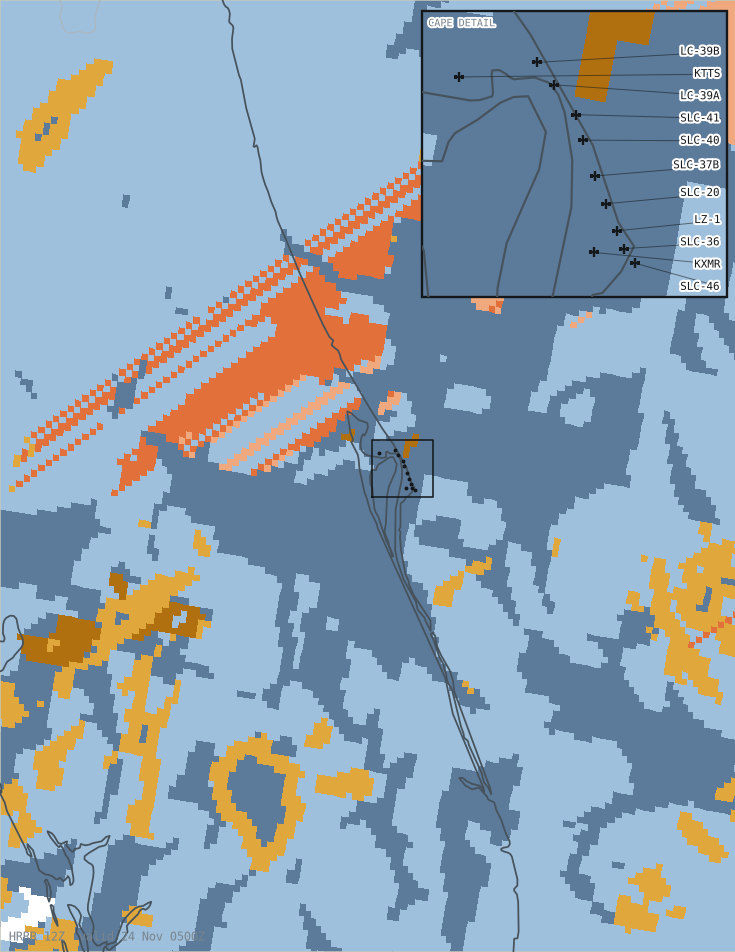 CAPE DETAIL
LC-39B
KTTS
LC-39A
SLC-41
SLC-40
SLC-37B
SLC-20
LZ-1
SLC-36
KXMR
SLC-46
24 Nov 0500Z